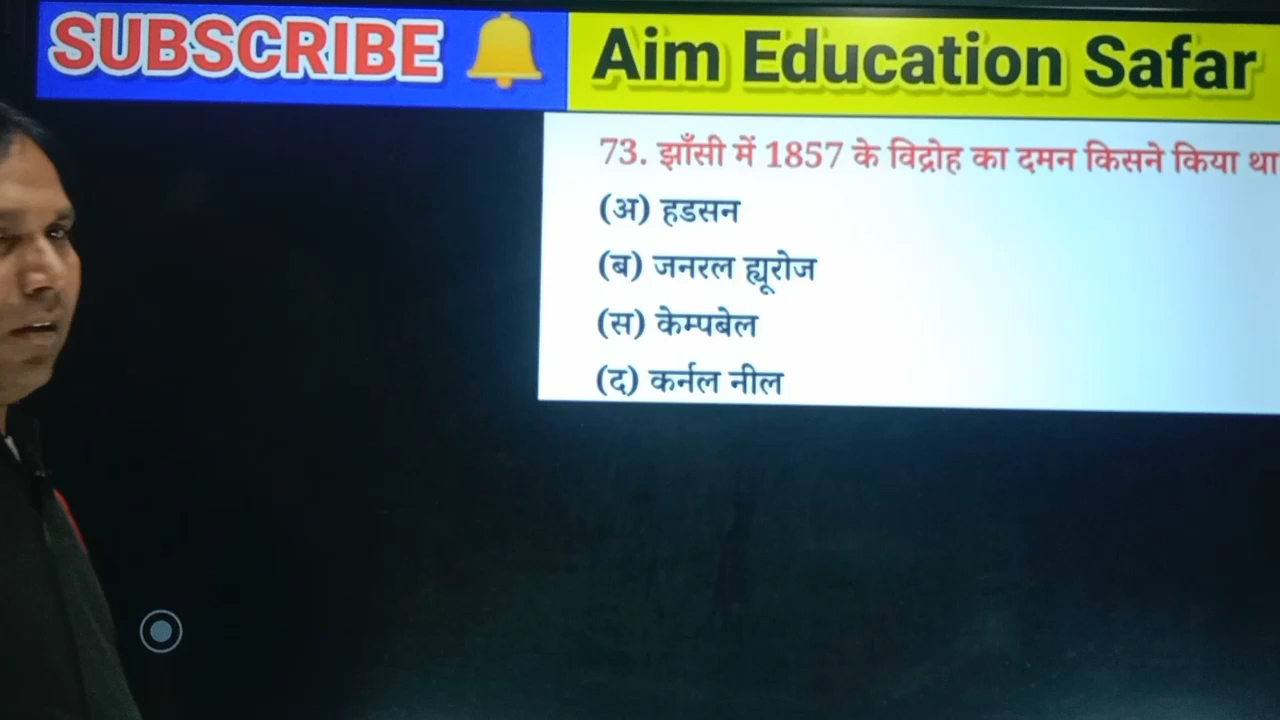 SUBSCRIBE
Aim Education Safar
73. झाँसी में 1857 के विद्रोह का दमन किसने किया था
(अ) हडसन
(ब) जनरल ह्यूरोज
(स) केम्पबेल
(द) कर्नल नील